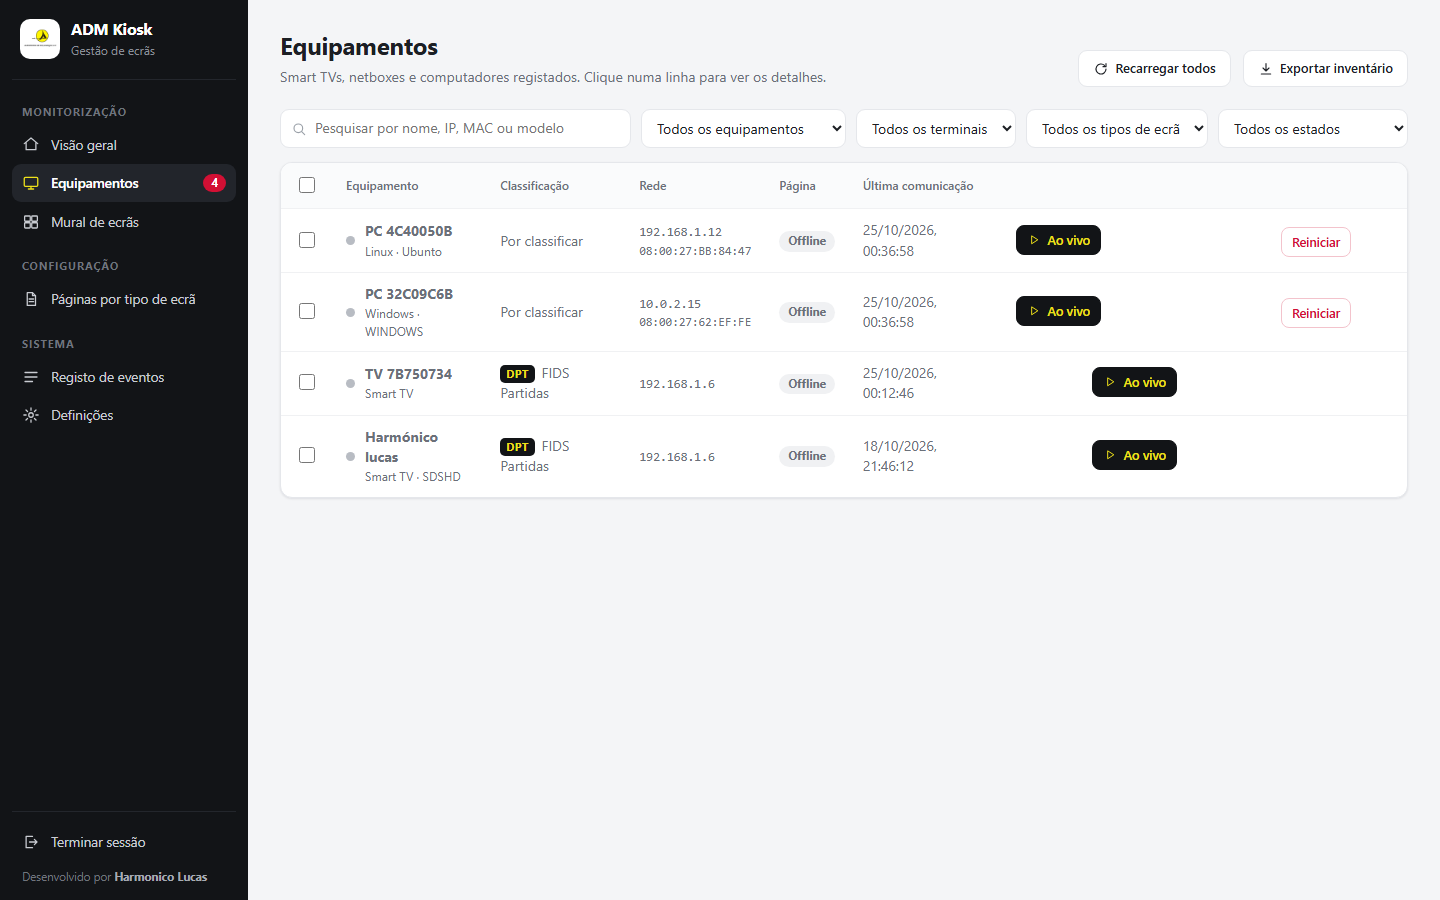 ADM Kiosk
Gestão de ecrãs
MONITORIZAÇÃO
Visão geral
Equipamentos 4
Mural de ecrãs
CONFIGURAÇÃO
Páginas por tipo de ecrã
SISTEMA
Registo de eventos
Definições
Terminar sessão
Desenvolvido por Harmonico Lucas
Equipamentos
Smart TVs, netboxes e computadores registados. Clique numa linha para ver os detalhes.
Recarregar todos
Exportar inventário
Pesquisar por nome, IP, MAC ou modelo
Todos os equipamentos
Todos os terminais
Todos os tipos de ecrã
Todos os estados
Equipamento Classificação Rede Página Última comunicação
PC 4C40050B
Linux · Ubunto
Por classificar
192.168.1.12
08:00:27:BB:84:47
Offline
25/10/2026,
00:36:58
Ao vivo
Reiniciar
PC 32C09C6B
Windows ·
WINDOWS
Por classificar
10.0.2.15
08:00:27:62:EF:FE
Offline
25/10/2026,
00:36:58
Ao vivo
Reiniciar
TV 7B750734
Smart TV
DPT FIDS
Partidas
192.168.1.6
Offline
25/10/2026,
00:12:46
Ao vivo
Harmónico
lucas
Smart TV · SDSHD
DPT FIDS
Partidas
192.168.1.6
Offline
18/10/2026,
21:46:12
Ao vivo